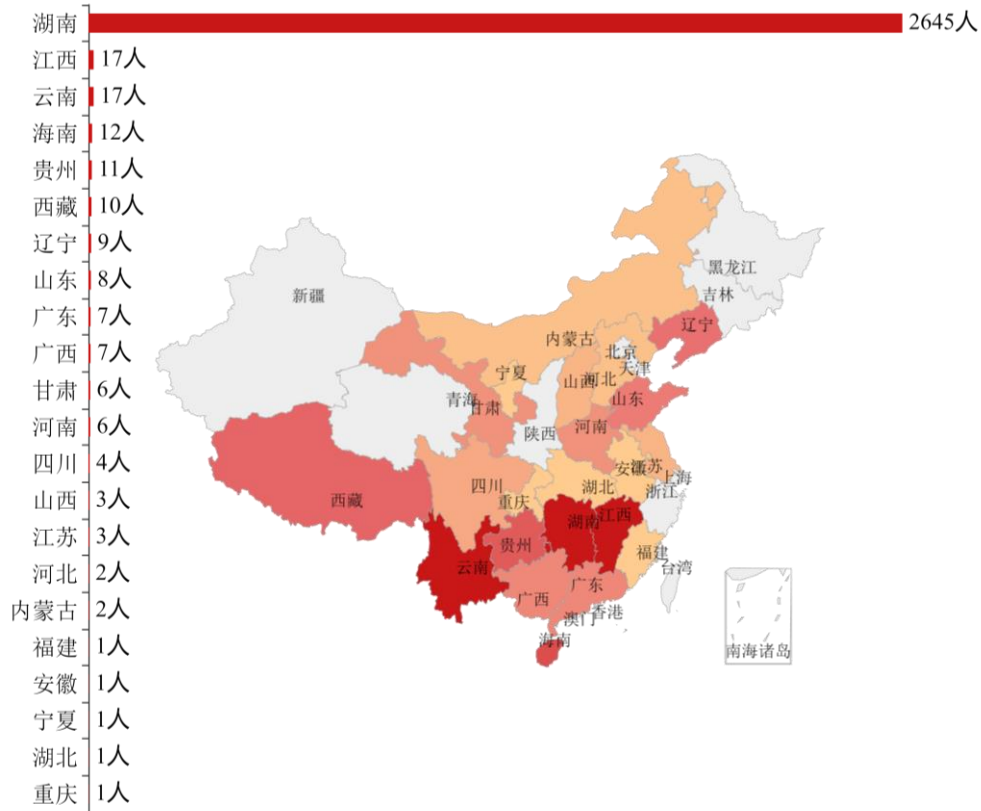 湖南 2645人
江西 17人
云南 17人
海南 12人
贵州 11人
西藏 10人
辽宁 9人
山东 8人
广东 7人
广西 7人
甘肃 6人
河南 6人
四川 4人
山西 3人
江苏 3人
河北 2人
内蒙古 2人
福建 1人
安徽 1人
宁夏 1人
湖北 1人
重庆 1人
黑龙江
新疆
吉林
辽宁
内蒙古
北京
天津
宁夏
山西
河北
山东
青海
甘肃
河南
陕西
安徽
江苏
上海
四川
湖北
浙江
重庆
西藏
湖南
江西
贵州
福建
云南
台湾
广东
广西
香港
澳门
海南
南海诸岛